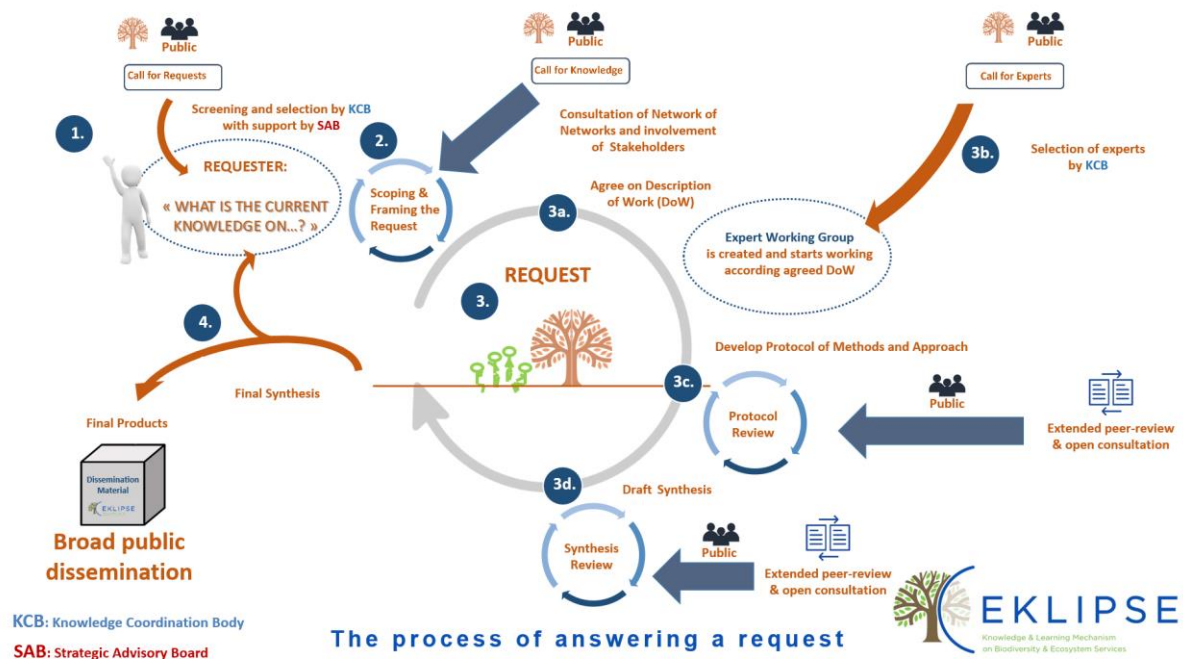 Public
Call for Requests
Public
Call for Knowledge
Public
Call for Experts
1.
Screening and selection by KCB
with support by SAB
REQUESTER:
« WHAT IS THE CURRENT
KNOWLEDGE ON...? »
2.
Scoping &
Framing the
Request
Consultation of Network of
Networks and involvement
of Stakeholders
3a.
Agree on Description
of Work (DoW)
3b.
Selection of experts
by KCB
Expert Working Group
is created and starts working
according agreed DoW
REQUEST
3.
3c.
Develop Protocol of Methods and Approach
Protocol
Review
Public
Extended peer-review
& open consultation
3d.
Draft Synthesis
Synthesis
Review
Public
Extended peer-review
& open consultation
4.
Final Synthesis
Final Products
Dissemination
Material
EKLIPSE
Broad public
dissemination
KCB: Knowledge Coordination Body
SAB: Strategic Advisory Board
The process of answering a request
EKLIPSE
Knowledge & Learning Mechanism
on Biodiversity & Ecosystem Services